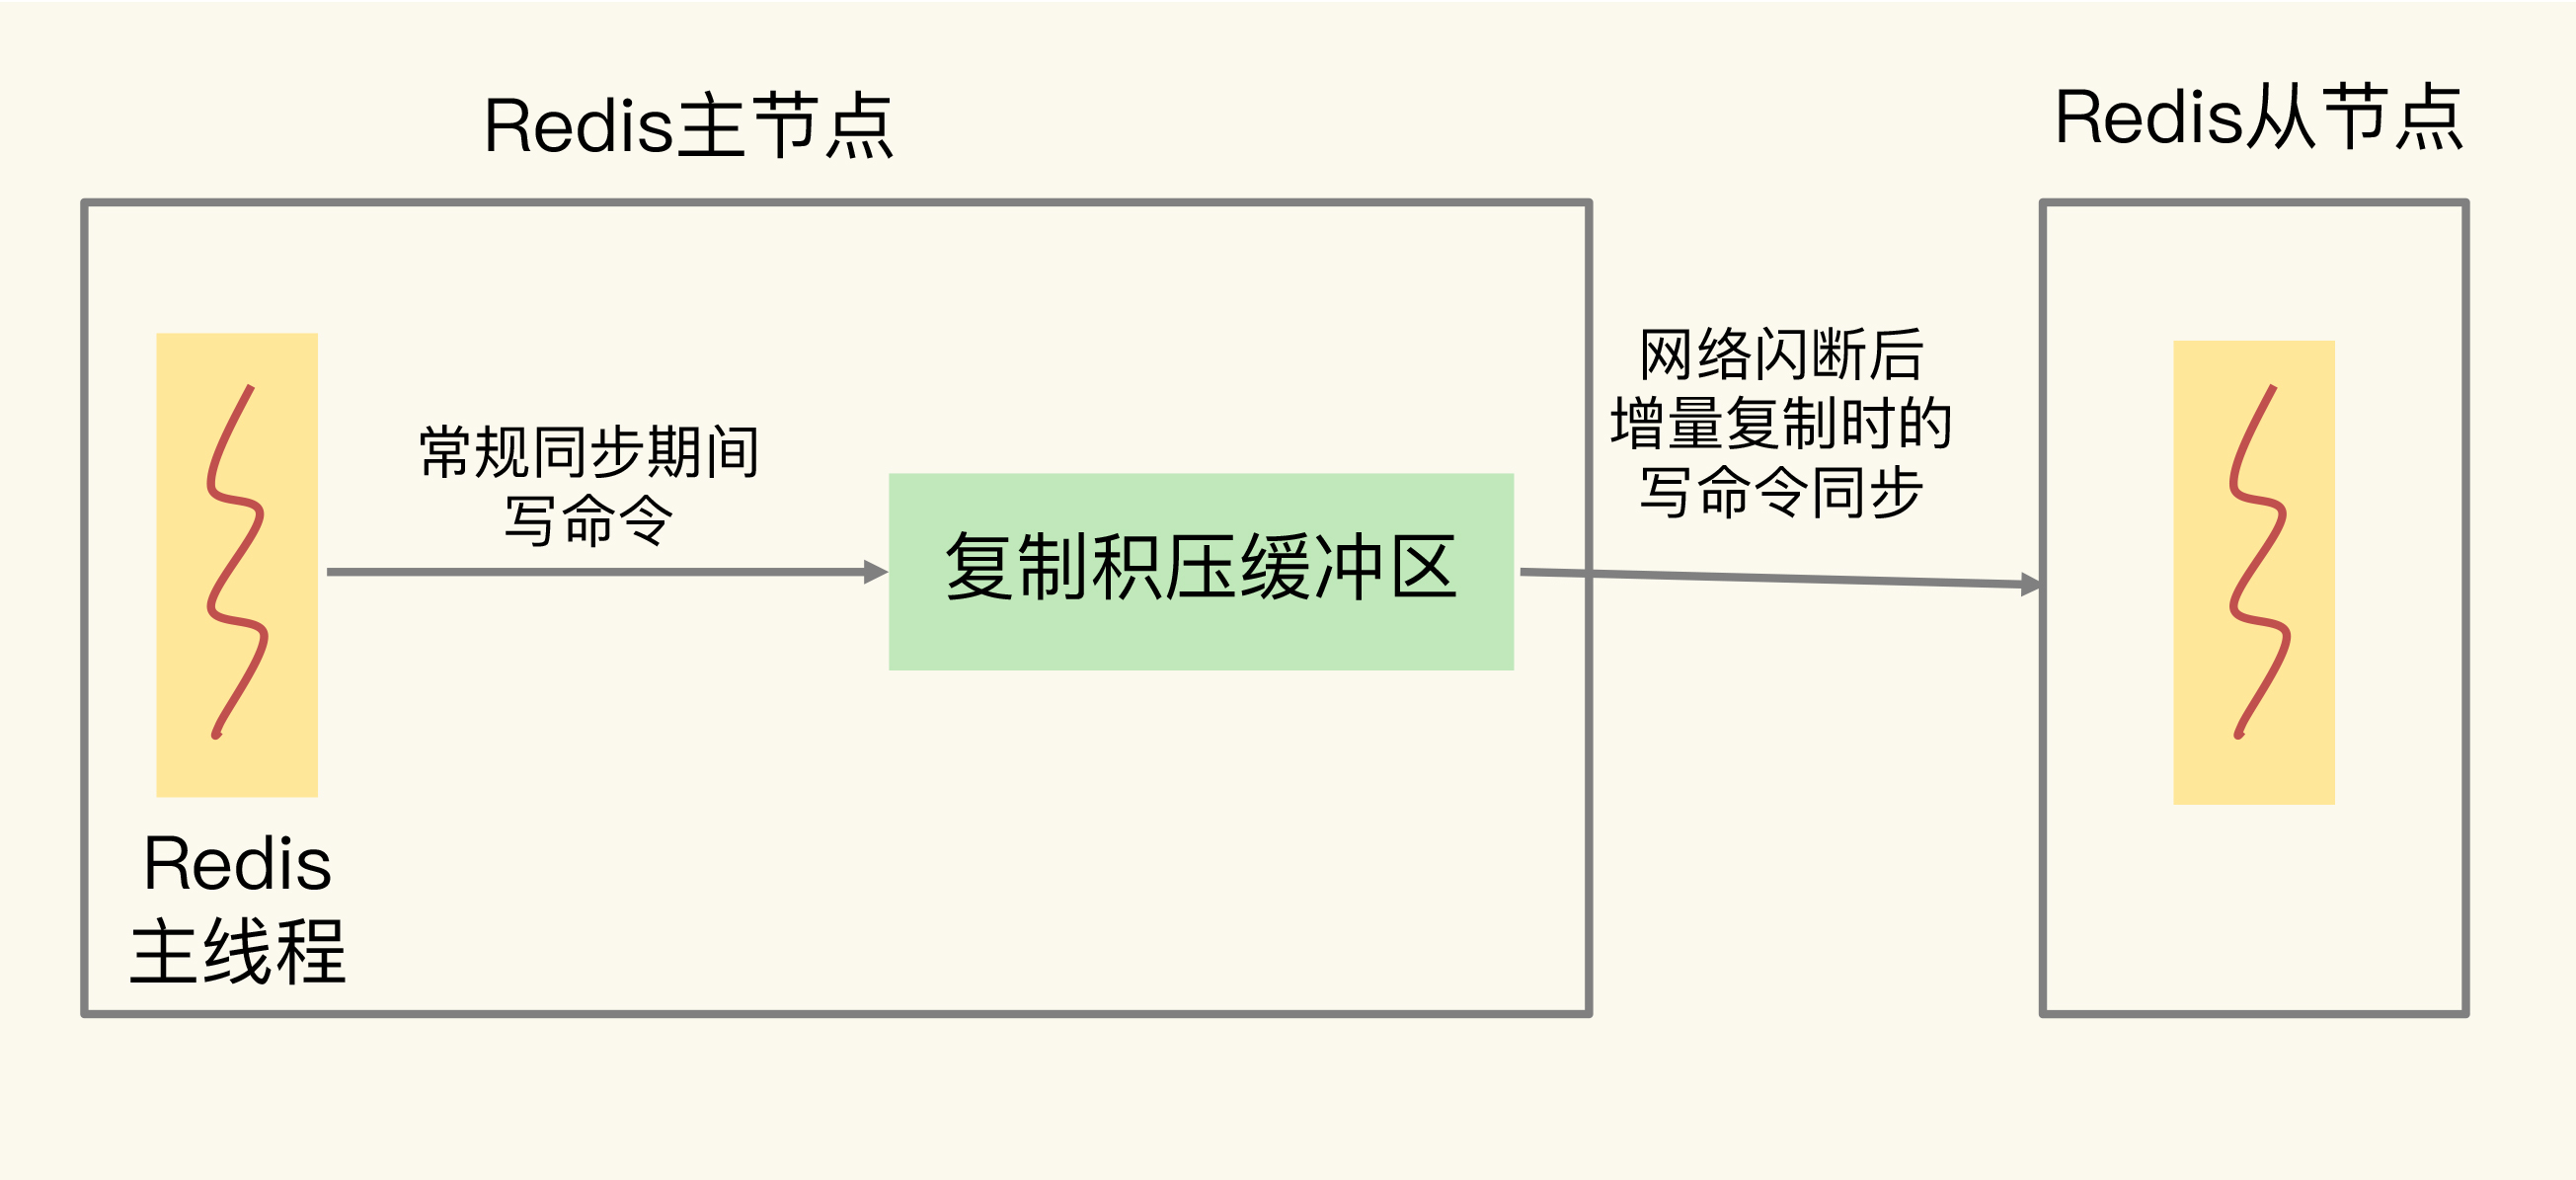 Redis主节点
Redis从节点
常规同步期间
写命令
复制积压缓冲区
网络闪断后
增量复制时的
写命令同步
Redis
主线程